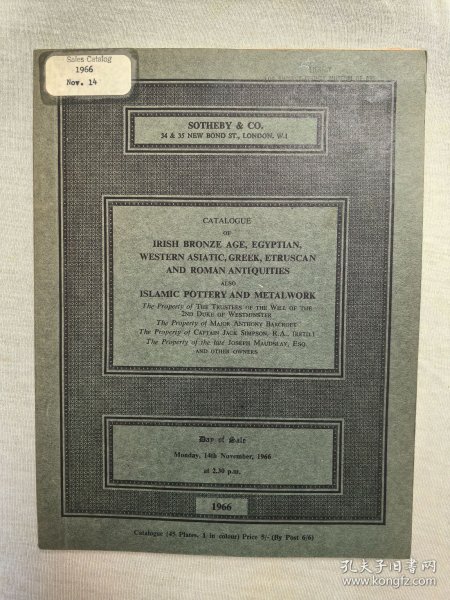 Sales Catalog
1966
Nov. 14
SOTHEBY & CO.
34 & 35 NEW BOND ST., LONDON, W.1
CATALOGUE
OF
IRISH BRONZE AGE, EGYPTIAN,
WESTERN ASIATIC, GREEK, ETRUSCAN
AND ROMAN ANTIQUITIES
ALSO
ISLAMIC POTTERY AND METALWORK
The Property of THE TRUSTEES OF THE WILL OF THE
2ND DUKE OF WESTMINSTER
The Property of MAJOR ANTHONY BARCROFT
The Property of CAPTAIN JACK SIMPSON, R.A., (RETD.)
The Property of the late JOSEPH MAUDSLAY, ESQ.
AND OTHER OWNERS
Day of Sale
Monday, 14th November, 1966
at 2.30 p.m.
1966
Catalogue (45 Plates, 1 in colour) Price 5/- (By Post 6/6)
孔夫子旧书网
www.kongfz.com